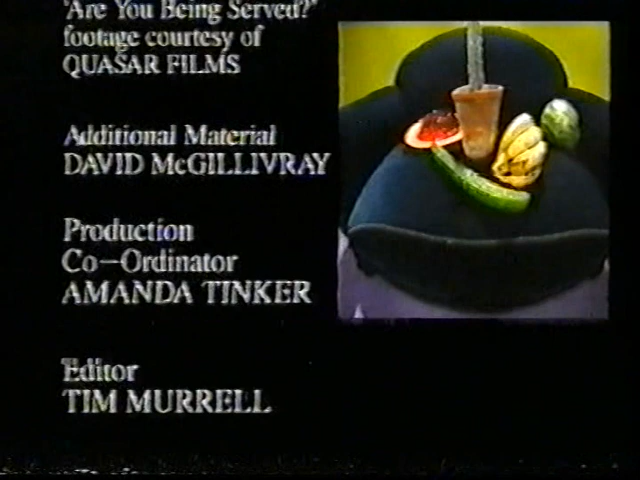 'Are You Being Served?'
footage courtesy of
QUASAR FILMS
Additional Material
DAVID McGILLIVRAY
Production
Co-Ordinator
AMANDA TINKER
Editor
TIM MURRELL